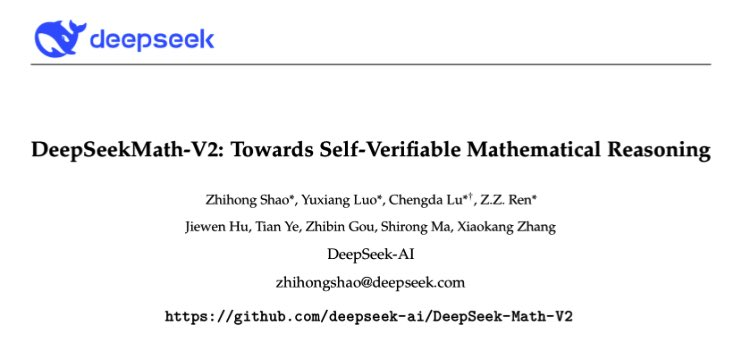 deepseek
DeepSeekMath-V2: Towards Self-Verifiable Mathematical Reasoning
Zhihong Shao*, Yuxiang Luo*, Chengda Lu*†, Z.Z. Ren*
Jiewen Hu, Tian Ye, Zhibin Gou, Shirong Ma, Xiaokang Zhang
DeepSeek-AI
zhihongshao@deepseek.com
https://github.com/deepseek-ai/DeepSeek-Math-V2